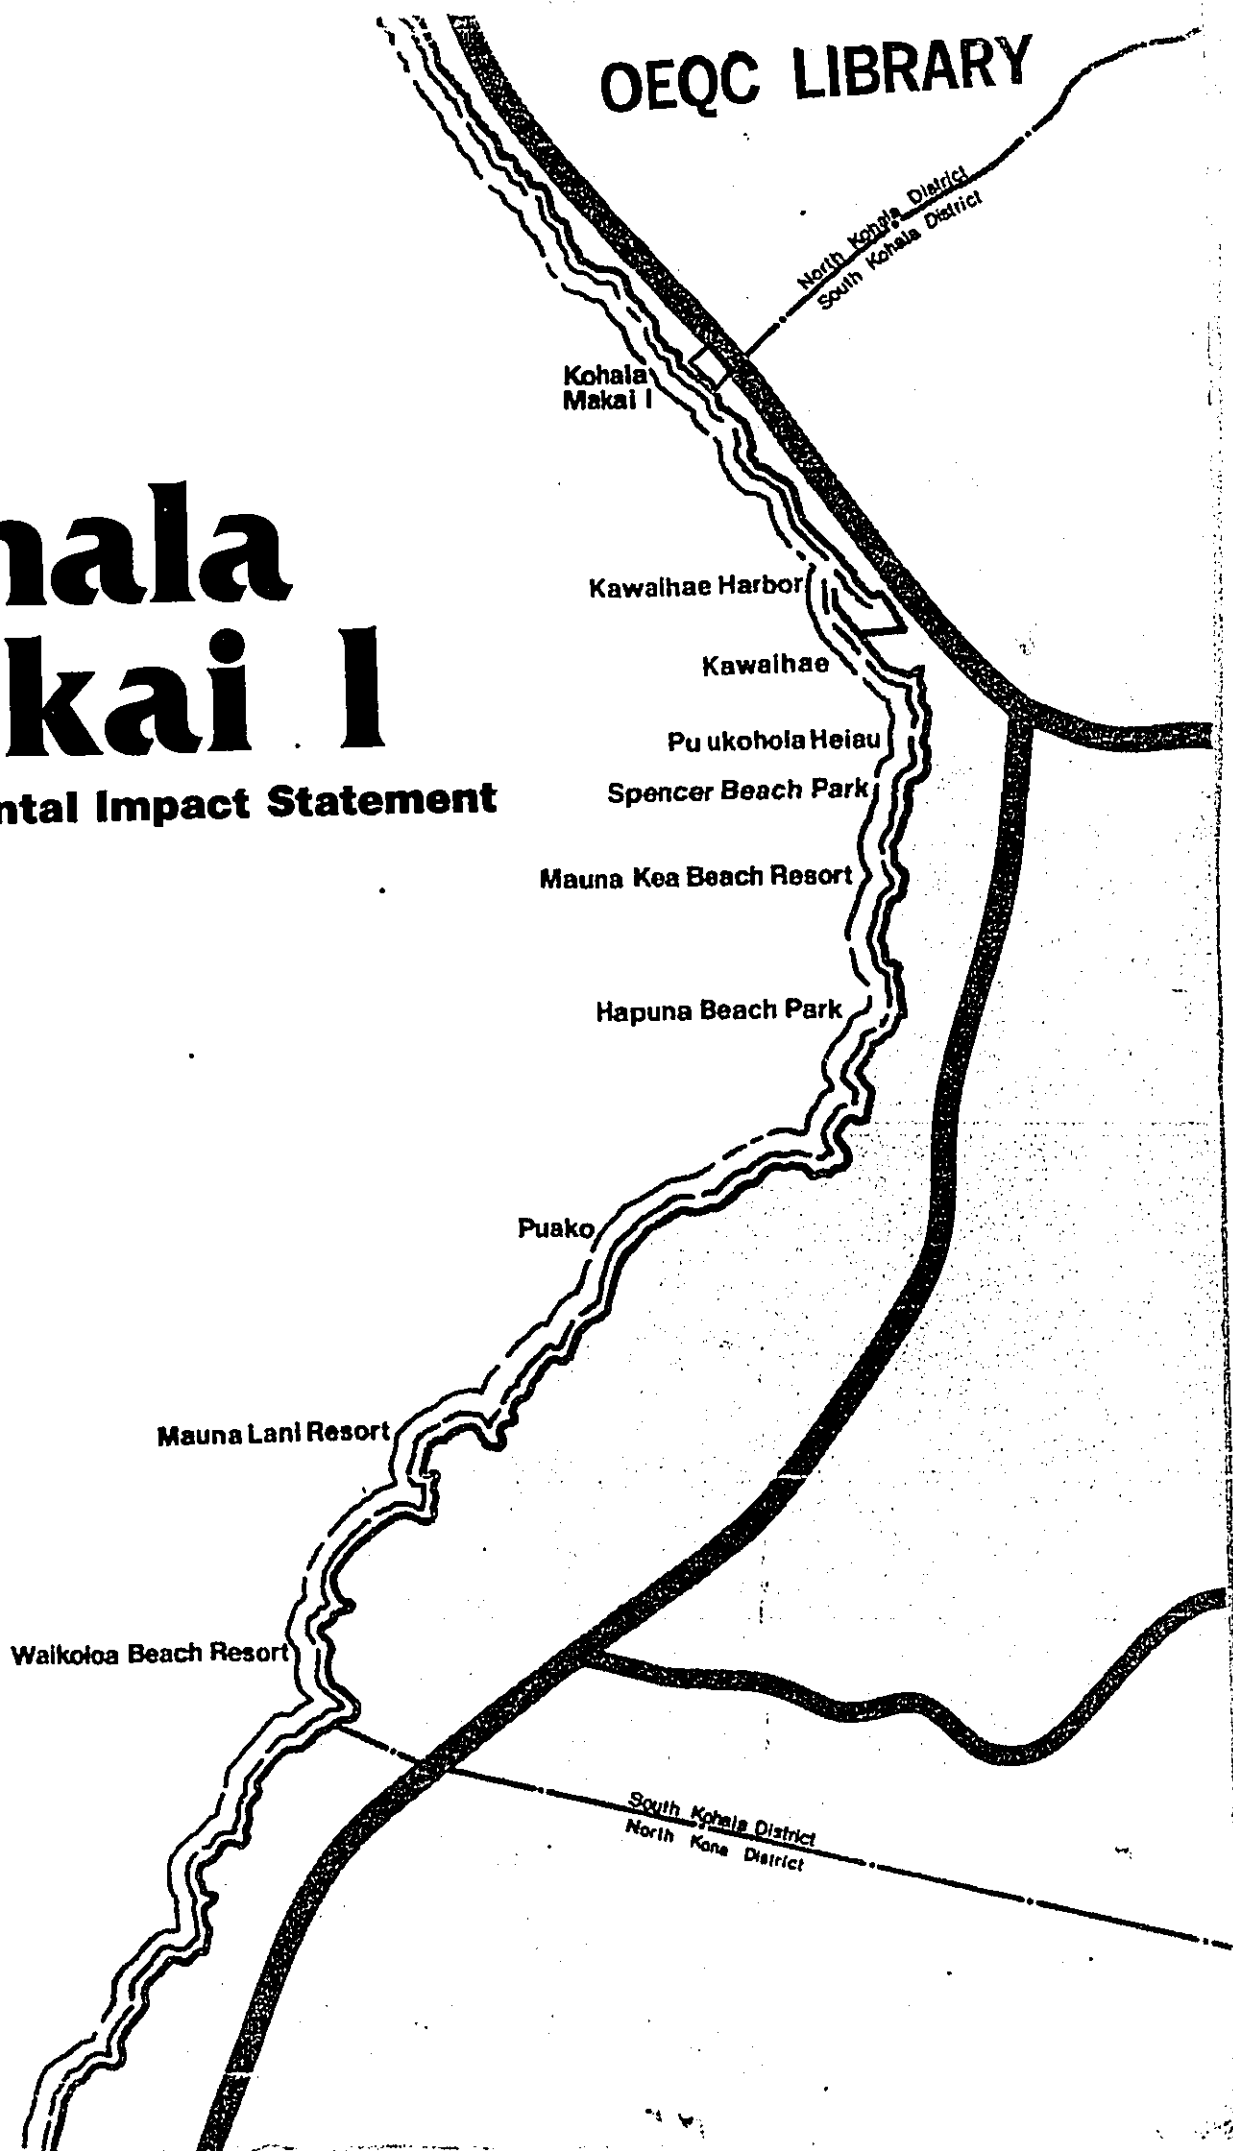 OEQC LIBRARY
North Kohala District
South Kohala District
Kohala
Makai I
hala
kai I
ntal Impact Statement
Kawaihae Harbor
Kawaihae
Pu ukohola Heiau
Spencer Beach Park
Mauna Kea Beach Resort
Hapuna Beach Park
Puako
Mauna Lani Resort
Waikoloa Beach Resort
South Kohala District
North Kona District